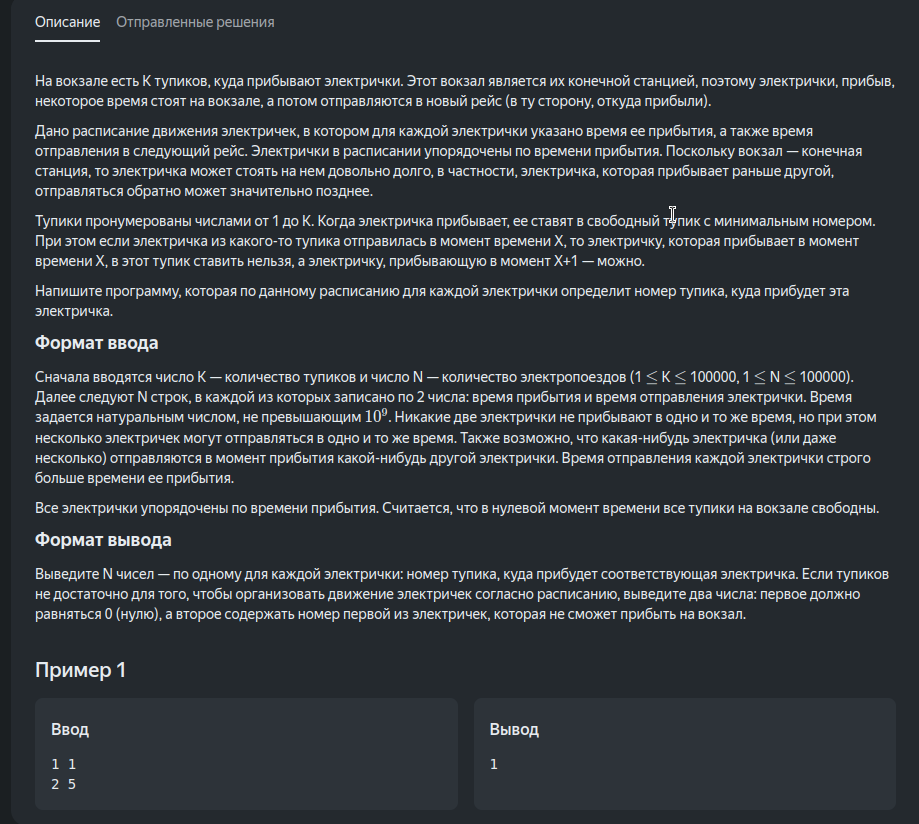 Описание Отправленные решения
На вокзале есть K тупиков, куда прибывают электрички. Этот вокзал является их конечной станцией, поэтому электрички, прибыв,
некоторое время стоят на вокзале, а потом отправляются в новый рейс (в ту сторону, откуда прибыли).
Дано расписание движения электричек, в котором для каждой электрички указано время ее прибытия, а также время
отправления в следующий рейс. Электрички в расписании упорядочены по времени прибытия. Поскольку вокзал — конечная
станция, то электричка может стоять на нем довольно долго, в частности, электричка, которая прибывает раньше другой,
отправляться обратно может значительно позднее.
Тупики пронумерованы числами от 1 до K. Когда электричка прибывает, ее ставят в свободный тупик с минимальным номером.
При этом если электричка из какого-то тупика отправилась в момент времени X, то электричку, которая прибывает в момент
времени X, в этот тупик ставить нельзя, а электричку, прибывающую в момент X+1 — можно.
Напишите программу, которая по данному расписанию для каждой электрички определит номер тупика, куда прибудет эта
электричка.
Формат ввода
Сначала вводятся число K — количество тупиков и число N — количество электропоездов (1 ≤ K ≤ 100000, 1 ≤ N ≤ 100000).
Далее следуют N строк, в каждой из которых записано по 2 числа: время прибытия и время отправления электрички. Время
задается натуральным числом, не превышающим 10⁹. Никакие две электрички не прибывают в одно и то же время, но при этом
несколько электричек могут отправляться в одно и то же время. Также возможно, что какая-нибудь электричка (или даже
несколько) отправляются в момент прибытия какой-нибудь другой электрички. Время отправления каждой электрички строго
больше времени ее прибытия.
Все электрички упорядочены по времени прибытия. Считается, что в нулевой момент времени все тупики на вокзале свободны.
Формат вывода
Выведите N чисел — по одному для каждой электрички: номер тупика, куда прибудет соответствующая электричка. Если тупиков
не достаточно для того, чтобы организовать движение электричек согласно расписанию, выведите два числа: первое должно
равняться 0 (нулю), а второе содержать номер первой из электричек, которая не сможет прибыть на вокзал.
Пример 1
Ввод
1 1
2 5
Вывод
1